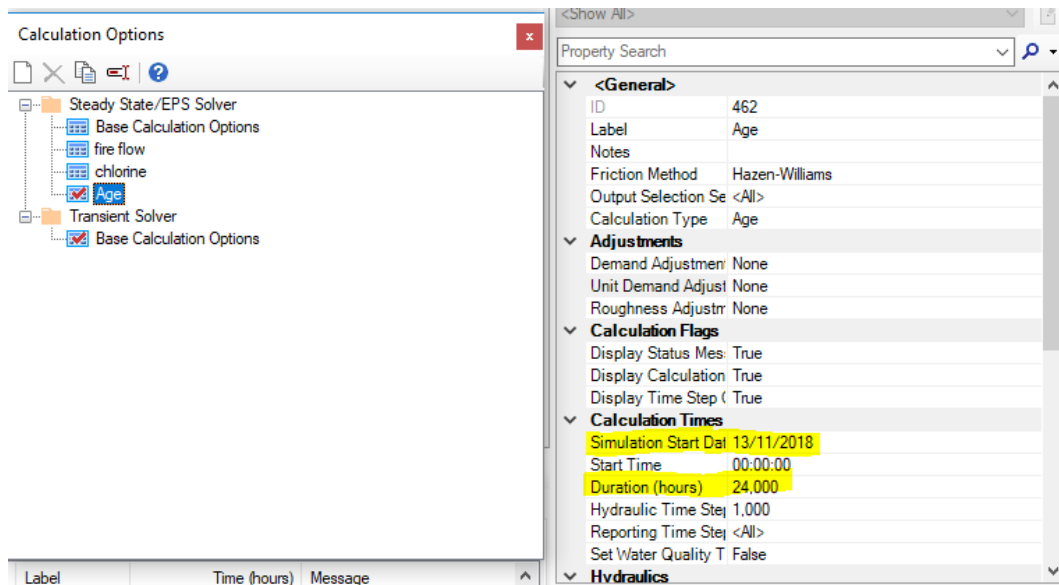 Calculation Options
x
Steady State/EPS Solver
Base Calculation Options
fire flow
chlorine
Age
Transient Solver
Base Calculation Options
Label Time (hours) Message
<Show All>
Property Search
<General>
ID 462
Label Age
Notes
Friction Method Hazen-Williams
Output Selection Se <All>
Calculation Type Age
Adjustments
Demand Adjustmen None
Unit Demand Adjust None
Roughness Adjustm None
Calculation Flags
Display Status Mes True
Display Calculation True
Display Time Step ( True
Calculation Times
Simulation Start Dat 13/11/2018
Start Time 00:00:00
Duration (hours) 24,000
Hydraulic Time Step 1,000
Reporting Time Step <All>
Set Water Quality T False
Hydraulics